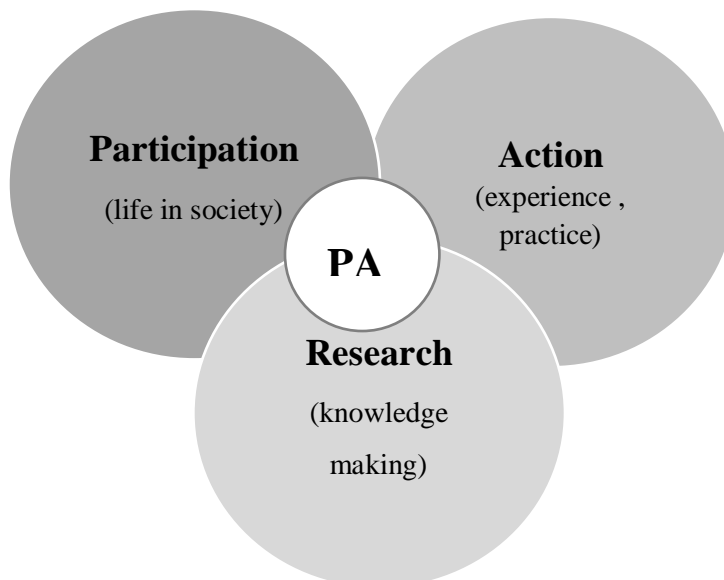 Participation
(life in society)
Action
(experience ,
practice)
PA
Research
(knowledge
making)